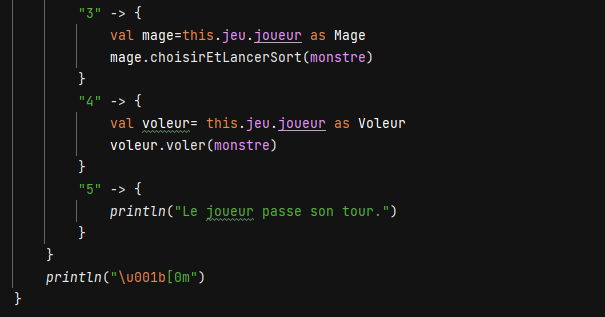 "3" -> {
val mage=this.jeu.joueur as Mage
mage.choisirEtLancerSort(monstre)
}
"4" -> {
val voleur= this.jeu.joueur as Voleur
voleur.voler(monstre)
}
"5" -> {
println("Le joueur passe son tour.")
}
}
println("\u001b[0m")
}